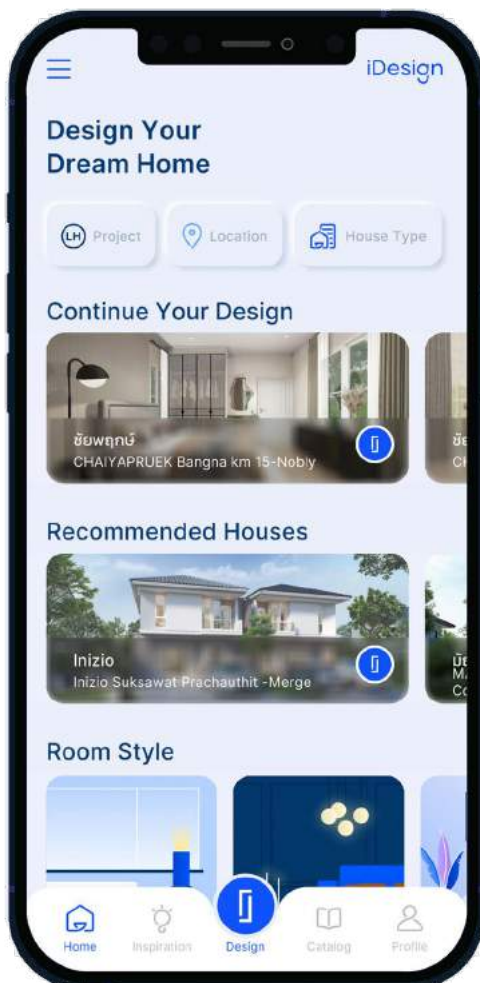 iDesign
Design Your
Dream Home
LH Project
Location
House Type
Continue Your Design
ชัยพฤกษ์
CHAIYAPRUEK Bangna km 15-Nobly
Recommended Houses
Inizio
Inizio Suksawat Prachauthit -Merge
Room Style
Home
Inspiration
Design
Catalog
Profile